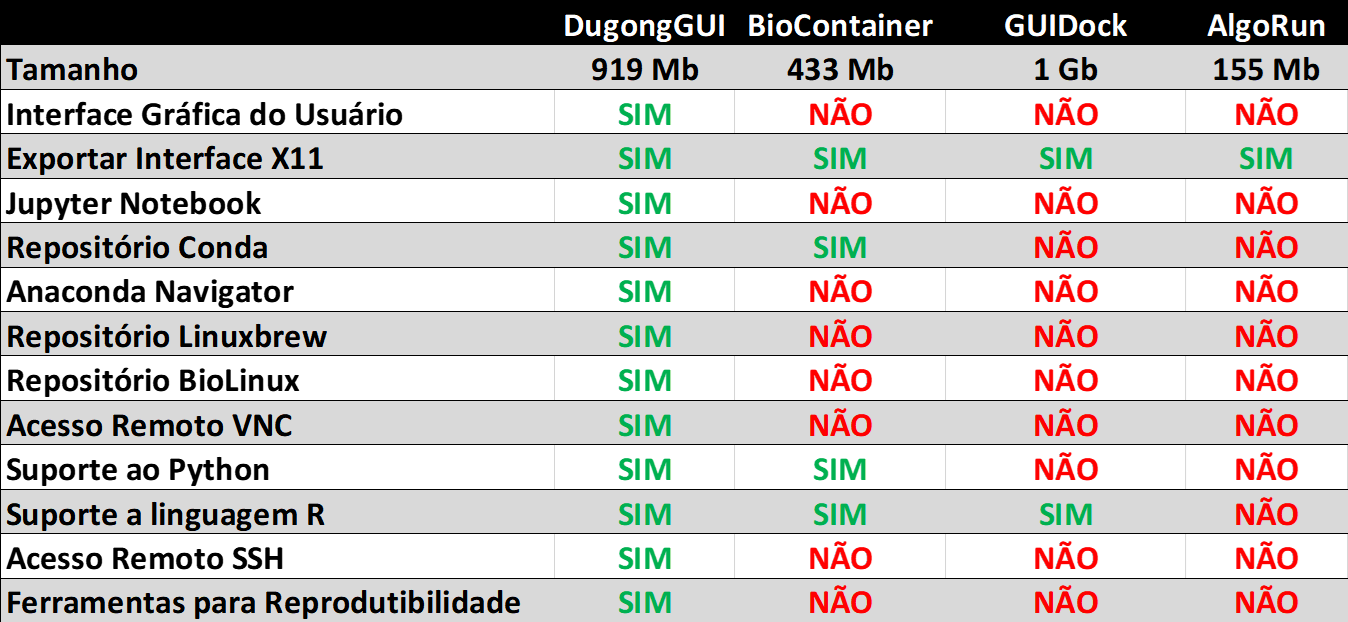 DugongGUI BioContainer GUIDock AlgoRun
Tamanho 919 Mb 433 Mb 1 Gb 155 Mb
Interface Gráfica do Usuário SIM NÃO NÃO NÃO
Exportar Interface X11 SIM SIM SIM SIM
Jupyter Notebook SIM NÃO NÃO NÃO
Repositório Conda SIM SIM NÃO NÃO
Anaconda Navigator SIM NÃO NÃO NÃO
Repositório Linuxbrew SIM NÃO NÃO NÃO
Repositório BioLinux SIM NÃO NÃO NÃO
Acesso Remoto VNC SIM NÃO NÃO NÃO
Suporte ao Python SIM SIM NÃO NÃO
Suporte a linguagem R SIM SIM SIM NÃO
Acesso Remoto SSH SIM NÃO NÃO NÃO
Ferramentas para Reprodutibilidade SIM NÃO NÃO NÃO